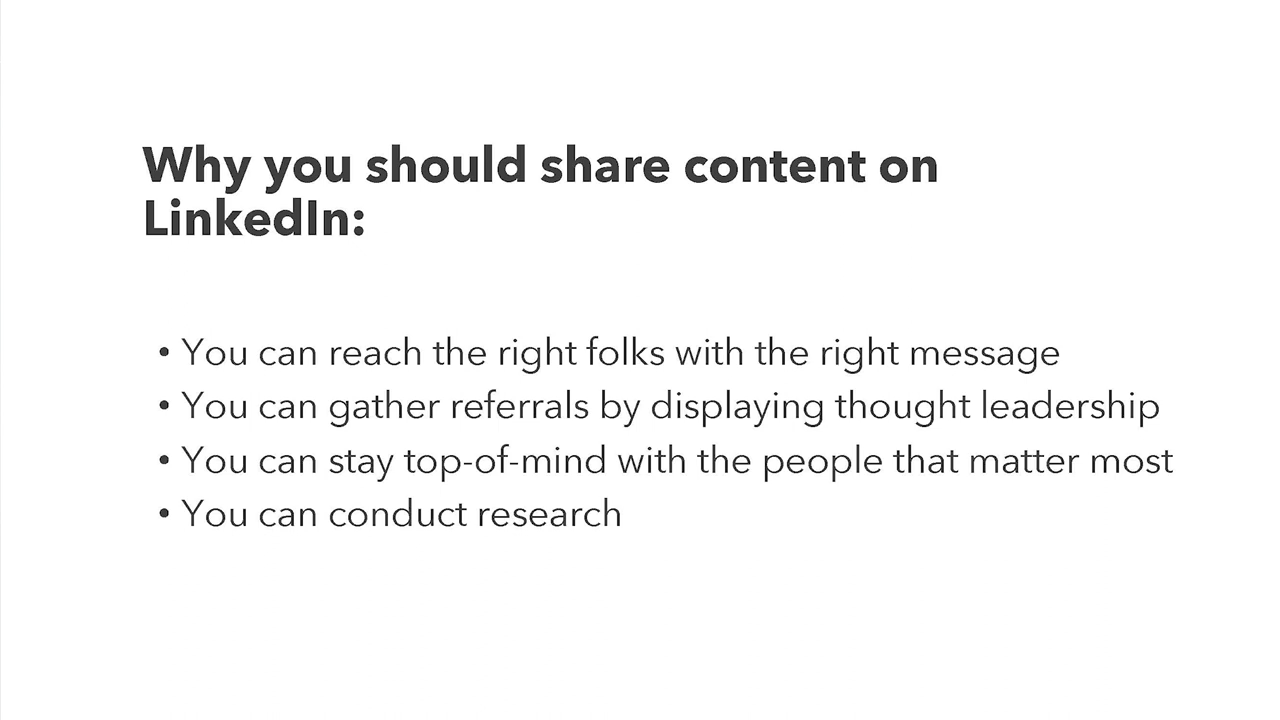 Why you should share content on
LinkedIn:
• You can reach the right folks with the right message
• You can gather referrals by displaying thought leadership
• You can stay top-of-mind with the people that matter most
• You can conduct research